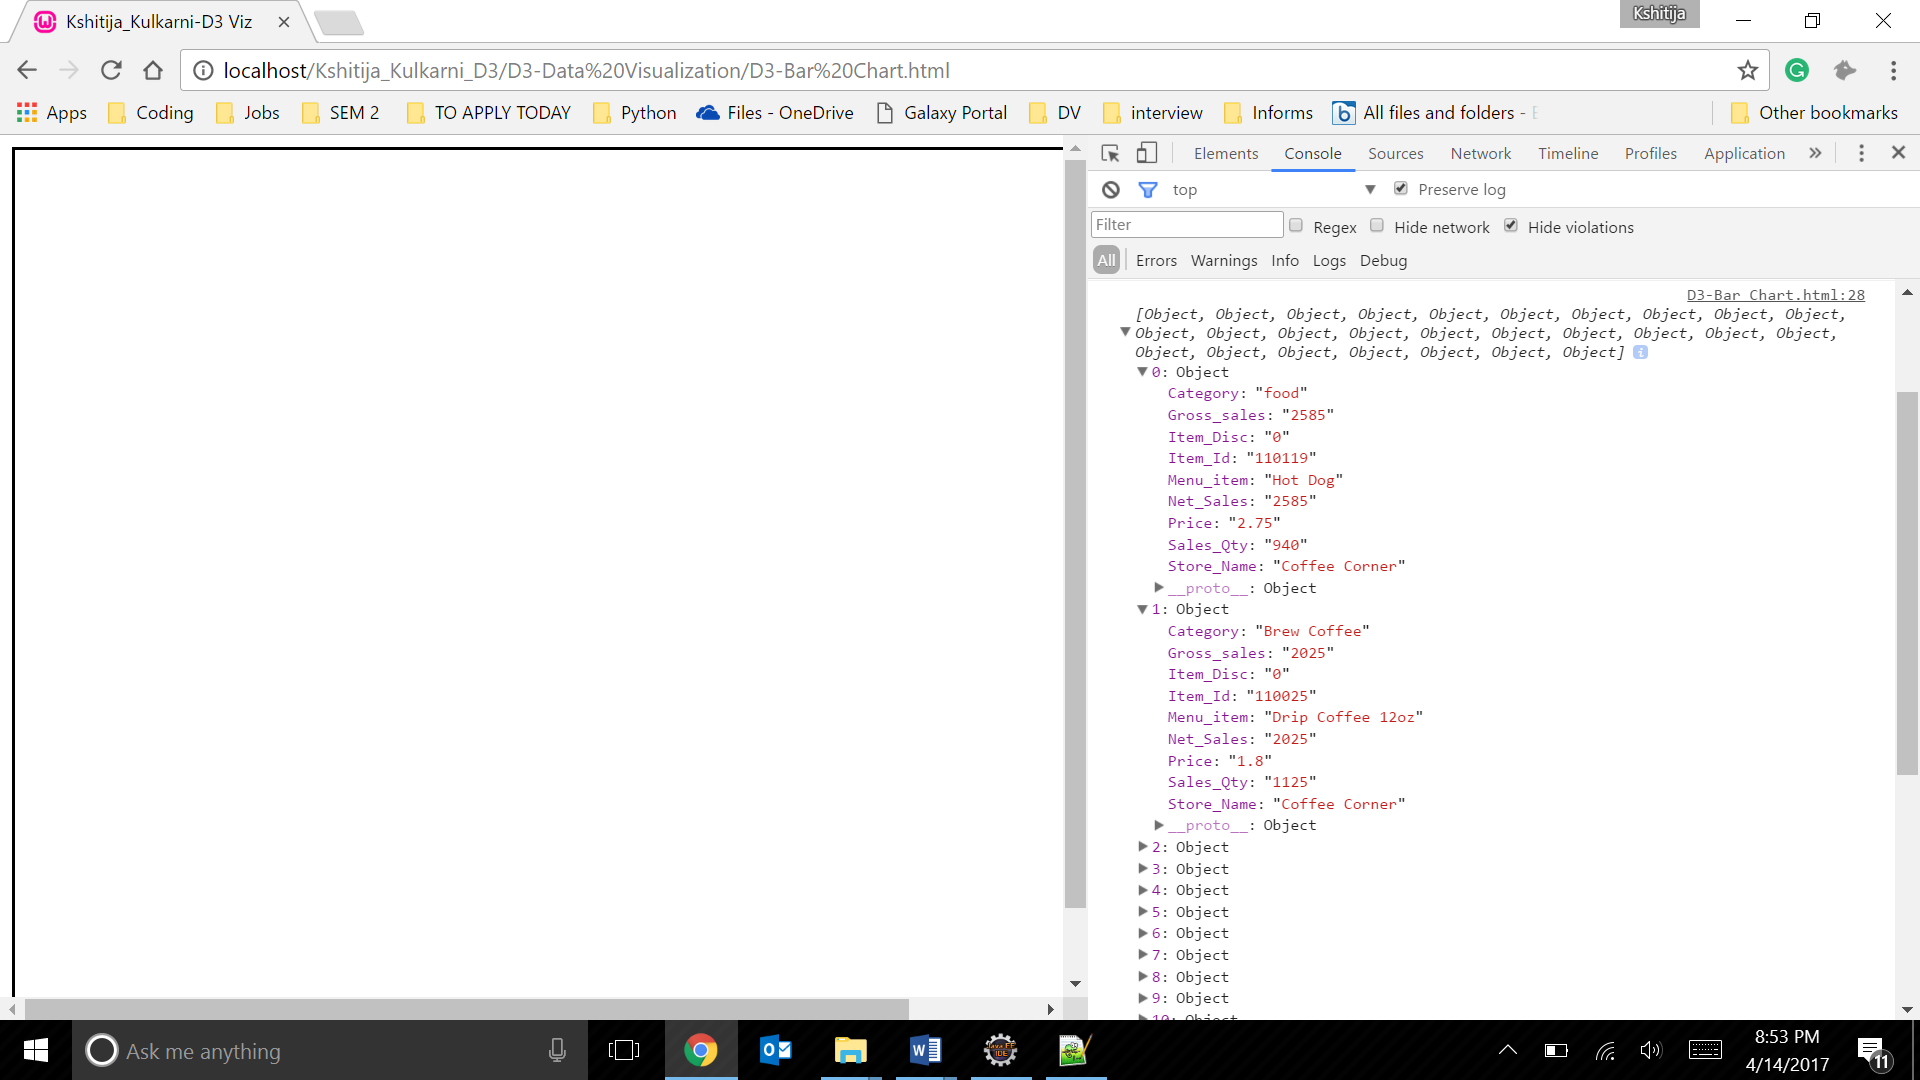 Kshitija_Kulkarni-D3 Viz
Kshitija
localhost/Kshitija_Kulkarni_D3/D3-Data%20Visualization/D3-Bar%20Chart.html
Apps Coding Jobs SEM 2 TO APPLY TODAY Python Files - OneDrive Galaxy Portal DV interview Informs All files and folders - Other bookmarks
Elements Console Sources Network Timeline Profiles Application
top Preserve log
Filter Regex Hide network Hide violations
All Errors Warnings Info Logs Debug
D3-Bar Chart.html:28
[Object, Object, Object, Object, Object, Object, Object, Object, Object, Object,
Object, Object, Object, Object, Object, Object, Object, Object, Object, Object,
Object, Object, Object, Object, Object, Object, Object]
0: Object
Category: "food"
Gross_sales: "2585"
Item_Disc: "0"
Item_Id: "110119"
Menu_item: "Hot Dog"
Net_Sales: "2585"
Price: "2.75"
Sales_Qty: "940"
Store_Name: "Coffee Corner"
__proto__: Object
1: Object
Category: "Brew Coffee"
Gross_sales: "2025"
Item_Disc: "0"
Item_Id: "110025"
Menu_item: "Drip Coffee 12oz"
Net_Sales: "2025"
Price: "1.8"
Sales_Qty: "1125"
Store_Name: "Coffee Corner"
__proto__: Object
2: Object
3: Object
4: Object
5: Object
6: Object
7: Object
8: Object
9: Object
10: Object
Ask me anything
8:53 PM
4/14/2017
11